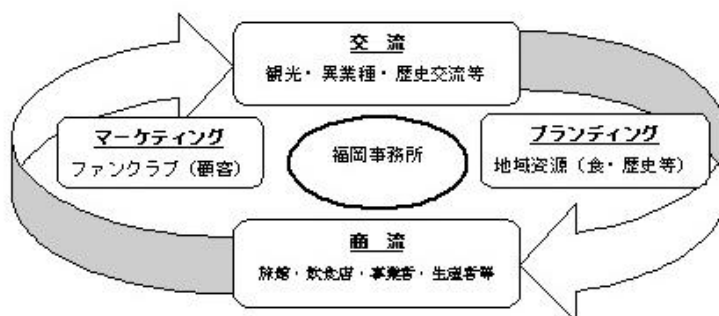 交　流
観光・異業種・歴史交流等
マーケティング
ファンクラブ（顧客）
福岡事務所
ブランディング
地域資源（食・歴史等）
商　流
旅館・飲食店・事業者・生産者等